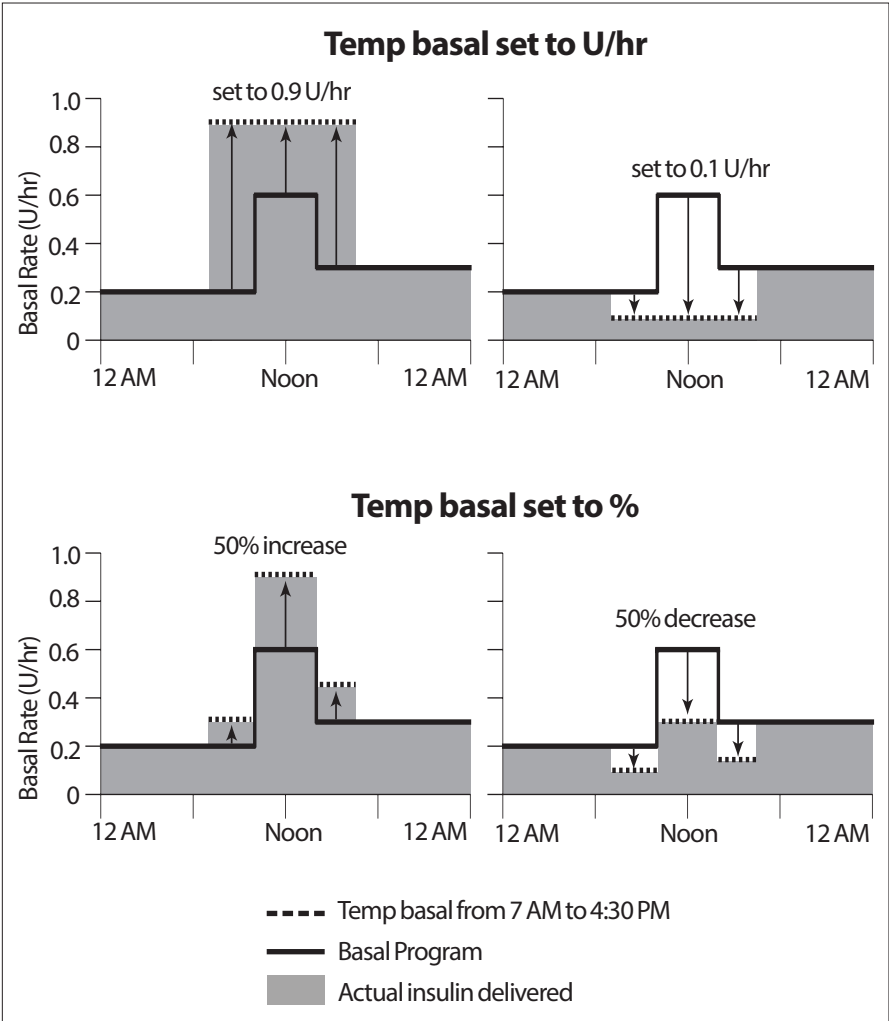 Temp basal set to U/hr
set to 0.9 U/hr
set to 0.1 U/hr
Basal Rate (U/hr)
1.0
0.8
0.6
0.4
0.2
0
12 AM
Noon
12 AM
12 AM
Noon
12 AM
Temp basal set to %
50% increase
50% decrease
Basal Rate (U/hr)
1.0
0.8
0.6
0.4
0.2
0
12 AM
Noon
12 AM
12 AM
Noon
12 AM
Temp basal from 7 AM to 4:30 PM
Basal Program
Actual insulin delivered